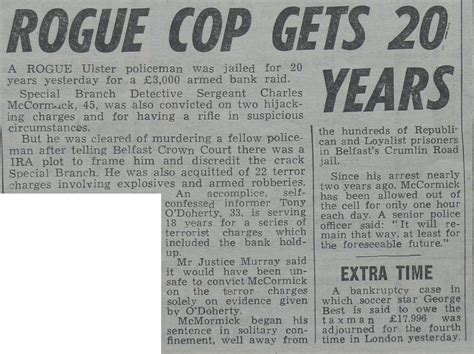 ROGUE COP GETS 20
YEARS
A ROGUE Ulster policeman was jailed for 20
years yesterday for a £3,000 armed bank raid.
Special Branch Detective Sergeant Charles
McCormick, 45, was also convicted on two hijack-
ing charges and for having a rifle in suspicious
circumstances.
But he was cleared of murdering a fellow police-
man after telling Belfast Crown Court there was a
IRA plot to frame him and discredit the crack
Special Branch. He was also acquitted of 22 terror
charges involving explosives and armed robberies.
An accomplice, self-
confessed informer Tony
O'Doherty, 33, is serving
18 years for a series of
terrorist charges which
included the bank hold-
up.
Mr Justice Murray said
it would have been un-
safe to convict McCormick
on the terror charges
solely on evidence given
by O'Doherty.
McMormick began his
sentence in solitary con-
finement, well away from
the hundreds of Republi-
can and Loyalist prisoners
in Belfast's Crumlin Road
jail.
Since his arrest nearly
two years ago, McCormick
has been allowed out of
the cell for only one hour
each day. A senior police
officer said: "It will re-
main that way, at least for
the foreseeable future."
EXTRA TIME
A bankruptcy case in
which soccer star George
Best is said to owe the
taxman £17,996 was
adjourned for the fourth
time in London yesterday.